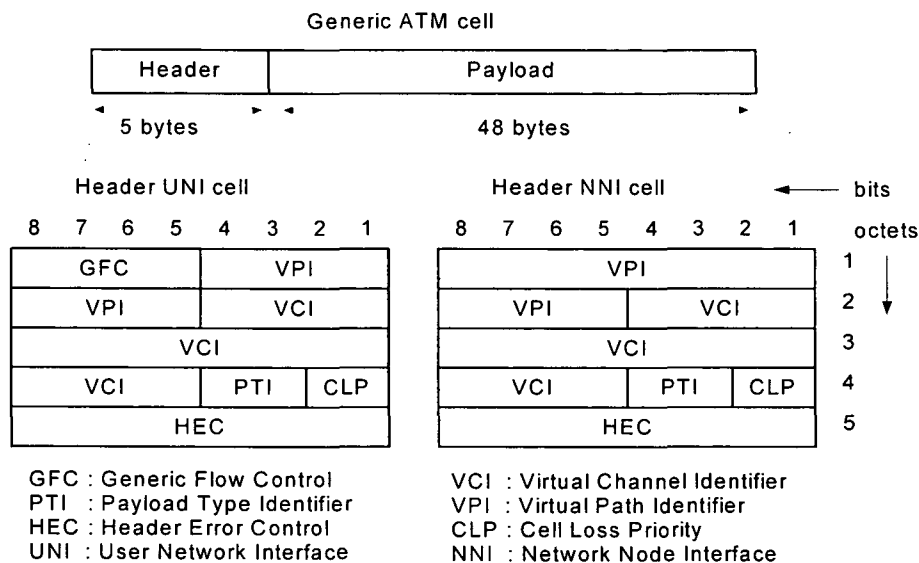 Generic ATM cell
Header Payload
5 bytes 48 bytes
Header UNI cell Header NNI cell bits
8 7 6 5 4 3 2 1 8 7 6 5 4 3 2 1 octets
GFC VPI VPI 1
VPI VCI VPI VCI 2
VCI VCI 3
VCI PTI CLP VCI PTI CLP 4
HEC HEC 5
GFC : Generic Flow Control
PTI : Payload Type Identifier
HEC : Header Error Control
UNI : User Network Interface
VCI : Virtual Channel Identifier
VPI : Virtual Path Identifier
CLP : Cell Loss Priority
NNI : Network Node Interface